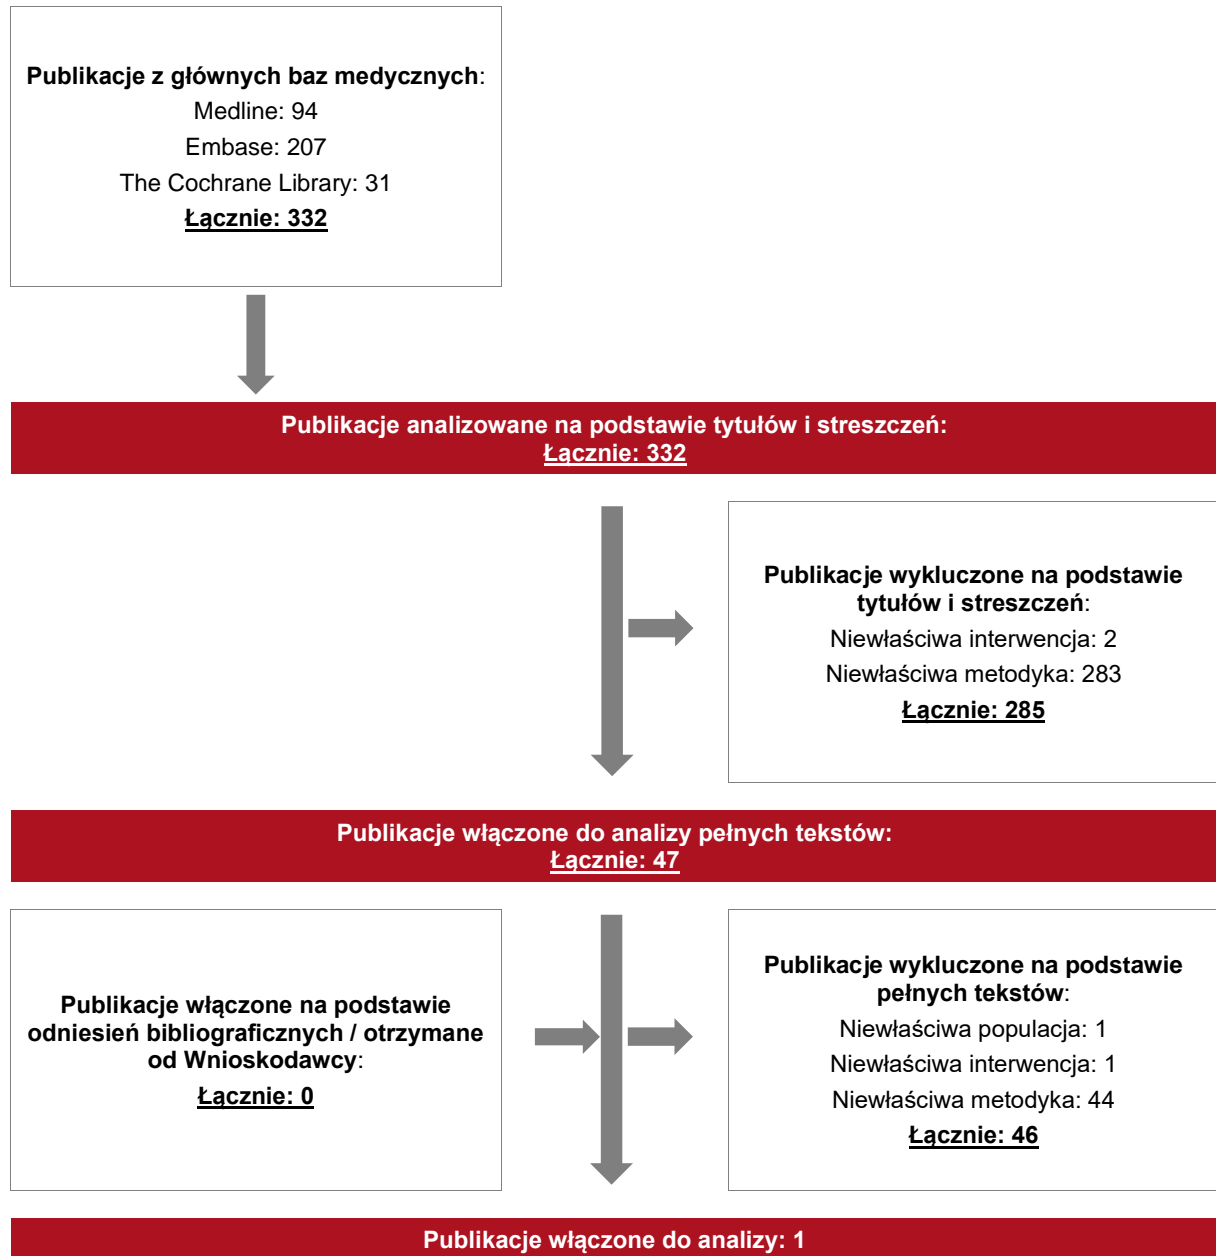 Publikacje z głównych baz medycznych:
Medline: 94
Embase: 207
The Cochrane Library: 31
Łącznie: 332
Publikacje analizowane na podstawie tytułów i streszczeń:
Łącznie: 332
Publikacje wykluczone na podstawie
tytułów i streszczeń:
Niewłaściwa interwencja: 2
Niewłaściwa metodyka: 283
Łącznie: 285
Publikacje włączone do analizy pełnych tekstów:
Łącznie: 47
Publikacje włączone na podstawie
odniesień bibliograficznych / otrzymane
od Wnioskodawcy:
Łącznie: 0
Publikacje wykluczone na podstawie
pełnych tekstów:
Niewłaściwa populacja: 1
Niewłaściwa interwencja: 1
Niewłaściwa metodyka: 44
Łącznie: 46
Publikacje włączone do analizy: 1